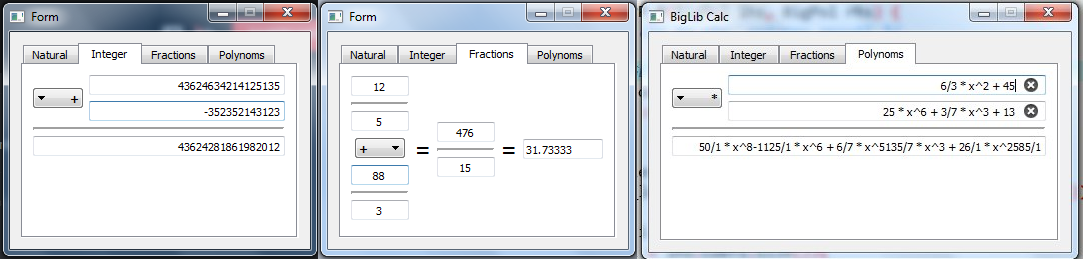 Form
Natural Integer Fractions Polynoms
+
43624634214125135
-352352143123
43624281861982012
Form
Natural Integer Fractions Polynoms
12
5
+
88
3
=
476
15
=
31.73333
BigLib Calc
Natural Integer Fractions Polynoms
*
6/3 * x^2 + 45
25 * x^6 + 3/7 * x^3 + 13
50/1 * x^8-1125/1 * x^6 + 6/7 * x^5135/7 * x^3 + 26/1 * x^2585/1